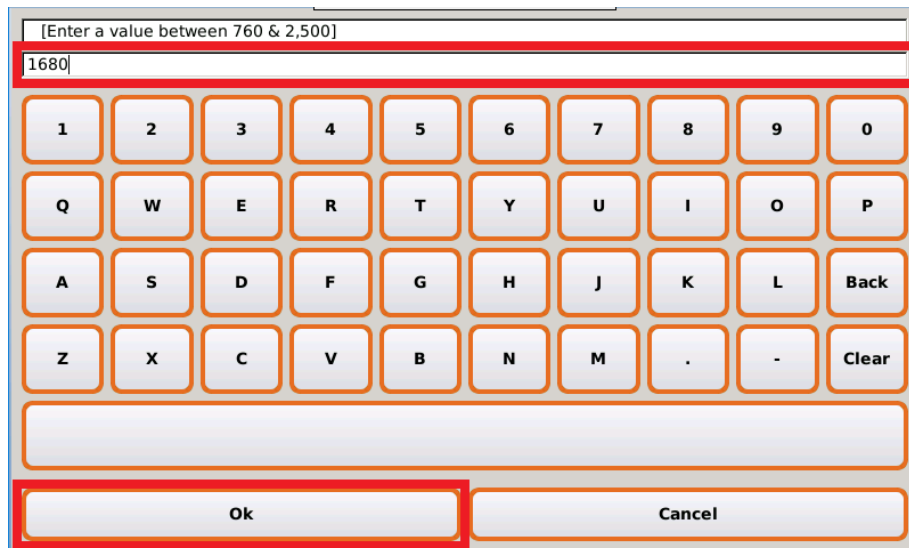 [Enter a value between 760 & 2,500]
1680
1 2 3 4 5 6 7 8 9 0
Q W E R T Y U I O P
A S D F G H J K L Back
Z X C V B N M . - Clear
Ok Cancel